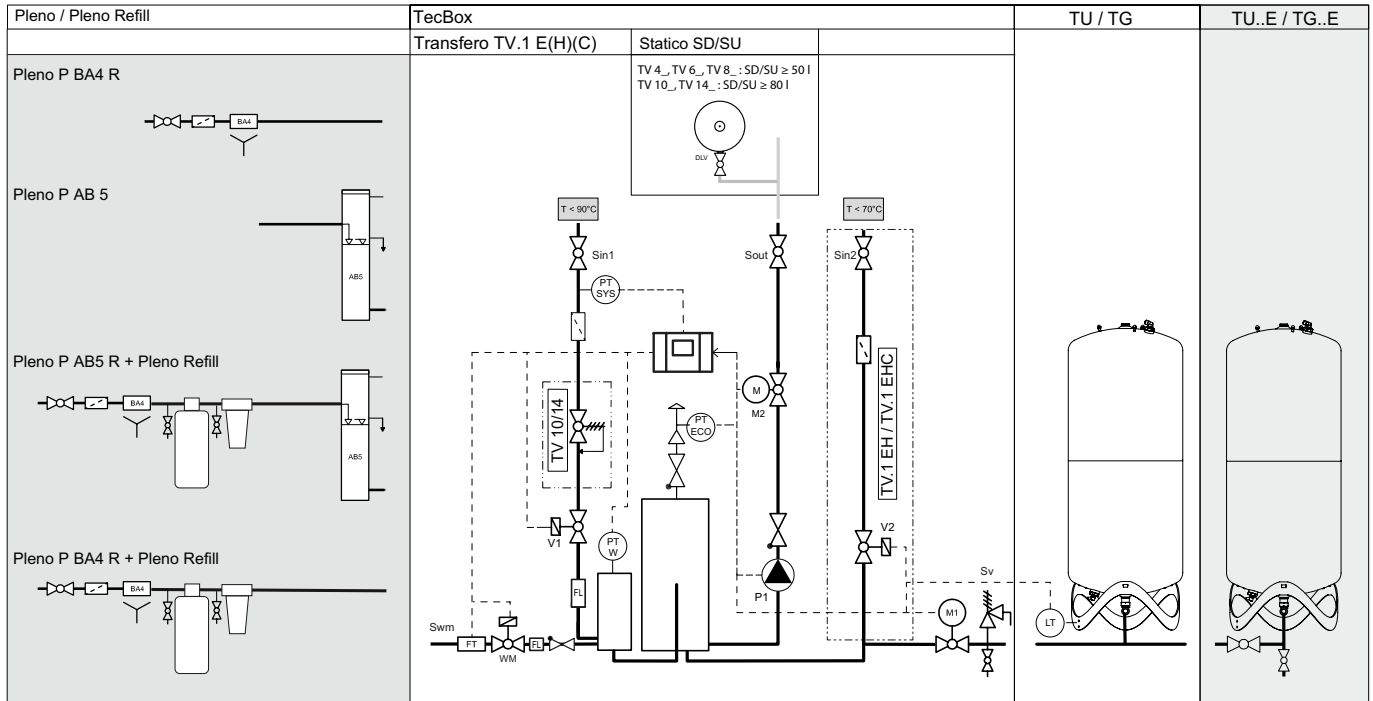 Pleno / Pleno Refill
TecBox
TU / TG
TU..E / TG..E
Transfero TV.1 E(H)(C)
Statico SD/SU
Pleno P BA4 R
BA4
Pleno P AB 5
AB5
Pleno P AB5 R + Pleno Refill
BA4
AB5
Pleno P BA4 R + Pleno Refill
BA4
TV 4_, TV 6_, TV 8_ : SD/SU ≥ 50 l
TV 10_, TV 14_ : SD/SU ≥ 80 l
DLV
T < 90°C
T < 70°C
Sin1
Sout
Sin2
PT
SYS
M
M2
PT
ECO
TV 10/14
TV.1 EH / TV.1 EHC
V1
PT
W
V2
P1
FL
Sv
M1
LT
Swm
FT
WM
FL